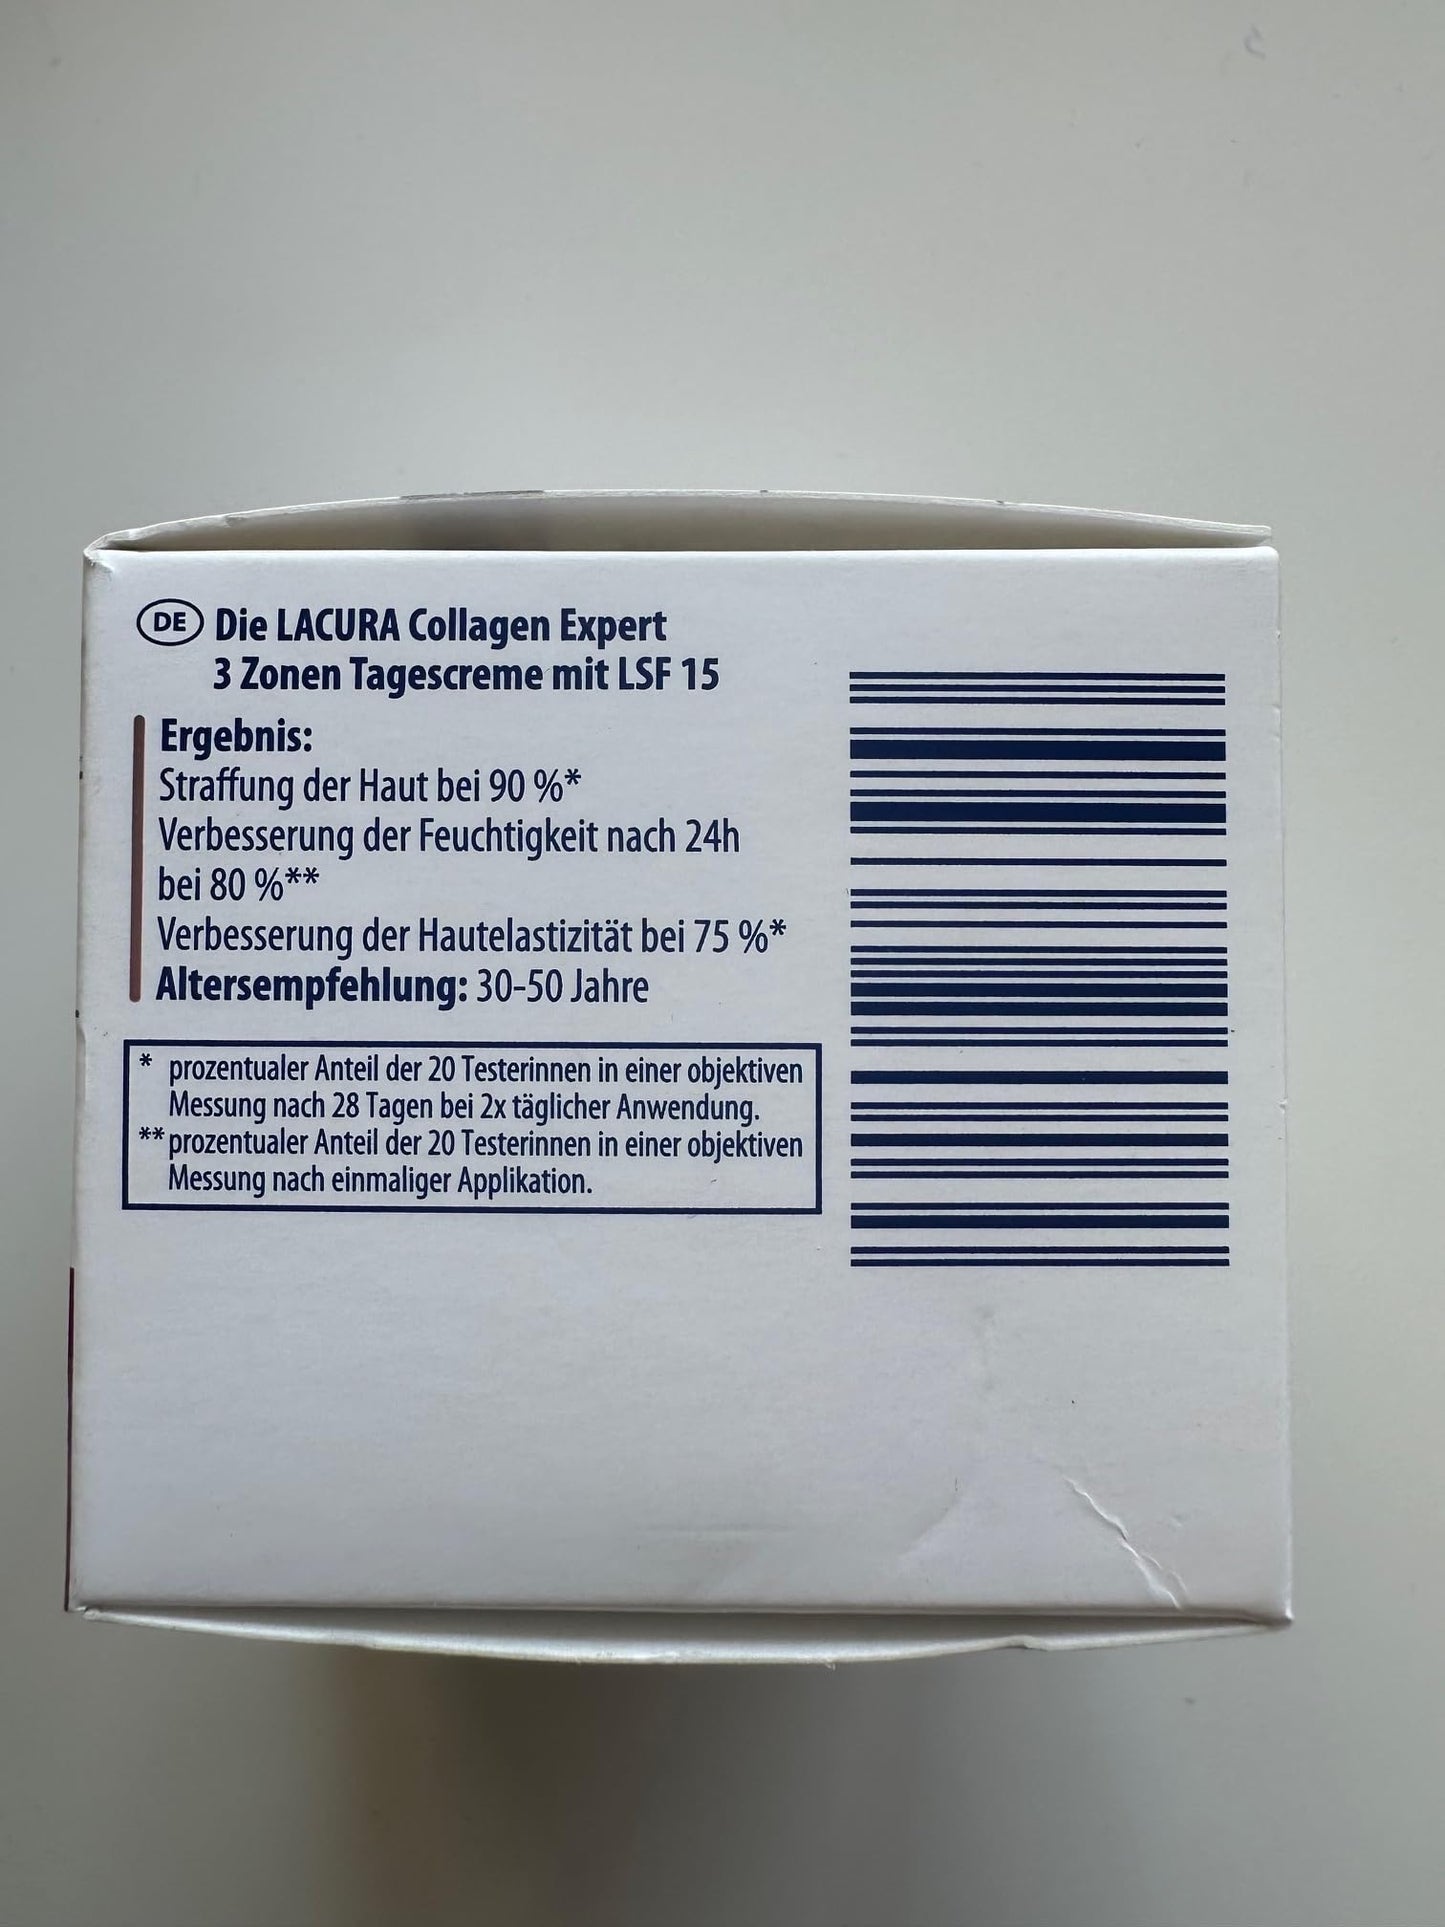 DE Die LACURA Collagen Expert
3 Zonen Tagescreme mit LSF 15
Ergebnis:
Straffung der Haut bei 90 %*
Verbesserung der Feuchtigkeit nach 24h
bei 80 %**
Verbesserung der Hautelastizität bei 75 %*
Altersempfehlung: 30-50 Jahre
* prozentualer Anteil der 20 Testerinnen in einer objektiven
Messung nach 28 Tagen bei 2x täglicher Anwendung.
** prozentualer Anteil der 20 Testerinnen in einer objektiven
Messung nach einmaliger Applikation.